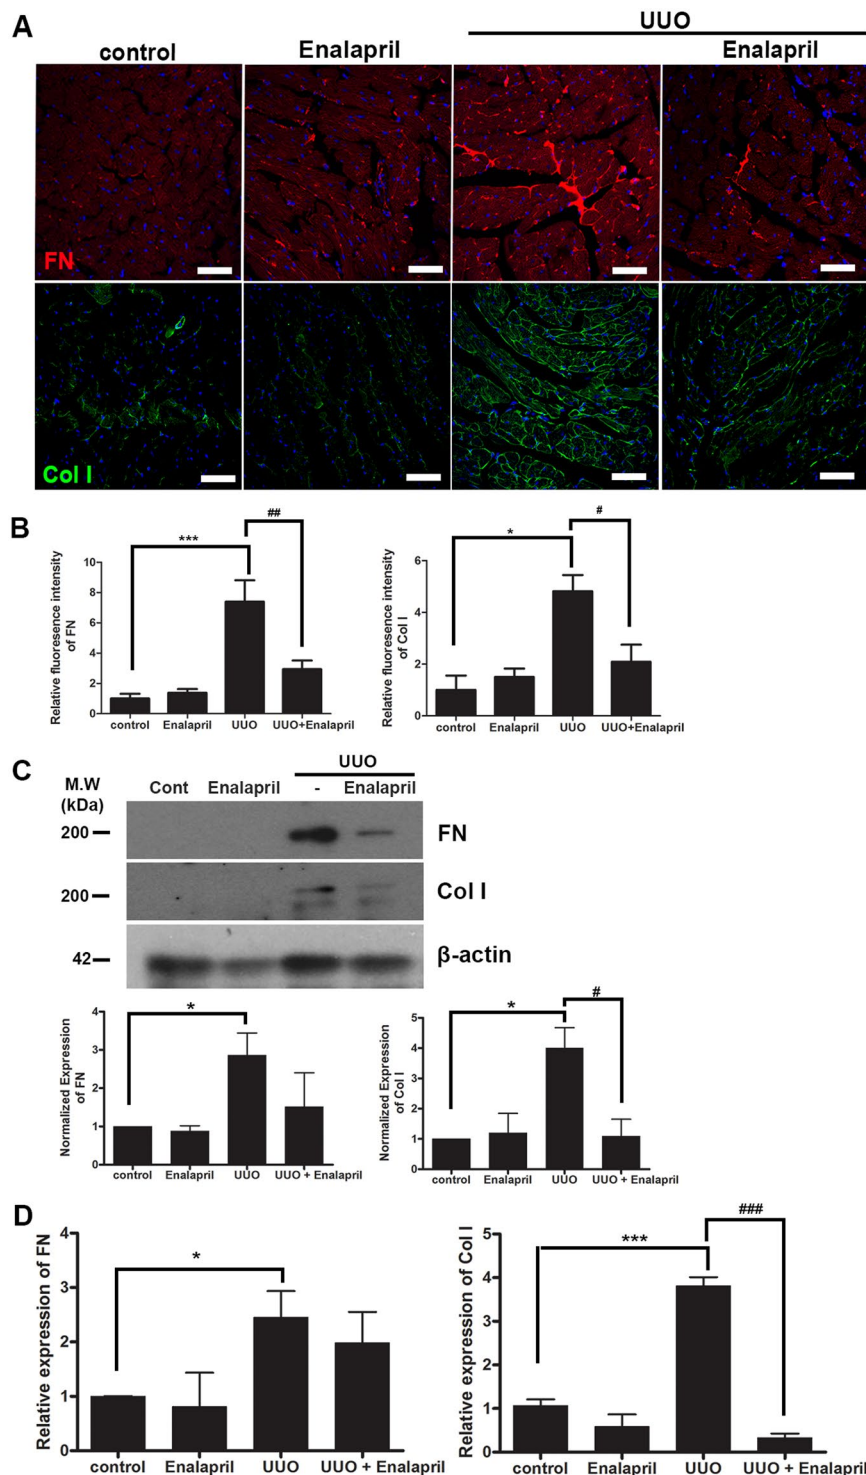 A
UUO
control Enalapril Enalapril
FN
Col I
B
Relative fluoresence intensity
of FN
10
8
6
4
2
0
***
##
control Enalapril UUO UUO+Enalapril
Relative fluoresence intensity
of Col I
6
4
2
0
*
#
control Enalapril UUO UUO+Enalapril
C
UUO
M.W
(kDa)
Cont Enalapril - Enalapril
200
FN
200
Col I
42
β-actin
Normalized Expression
of FN
4
3
2
1
0
*
control Enalapril UUO UUO + Enalapril
Normalized Expression
of Col I
5
4
3
2
1
0
*
#
control Enalapril UUO UUO + Enalapril
D
Relative expression of FN
4
3
2
1
0
*
control Enalapril UUO UUO + Enalapril
Relative expression of Col I
5
4
3
2
1
0
***
###
control Enalapril UUO UUO + Enalapril